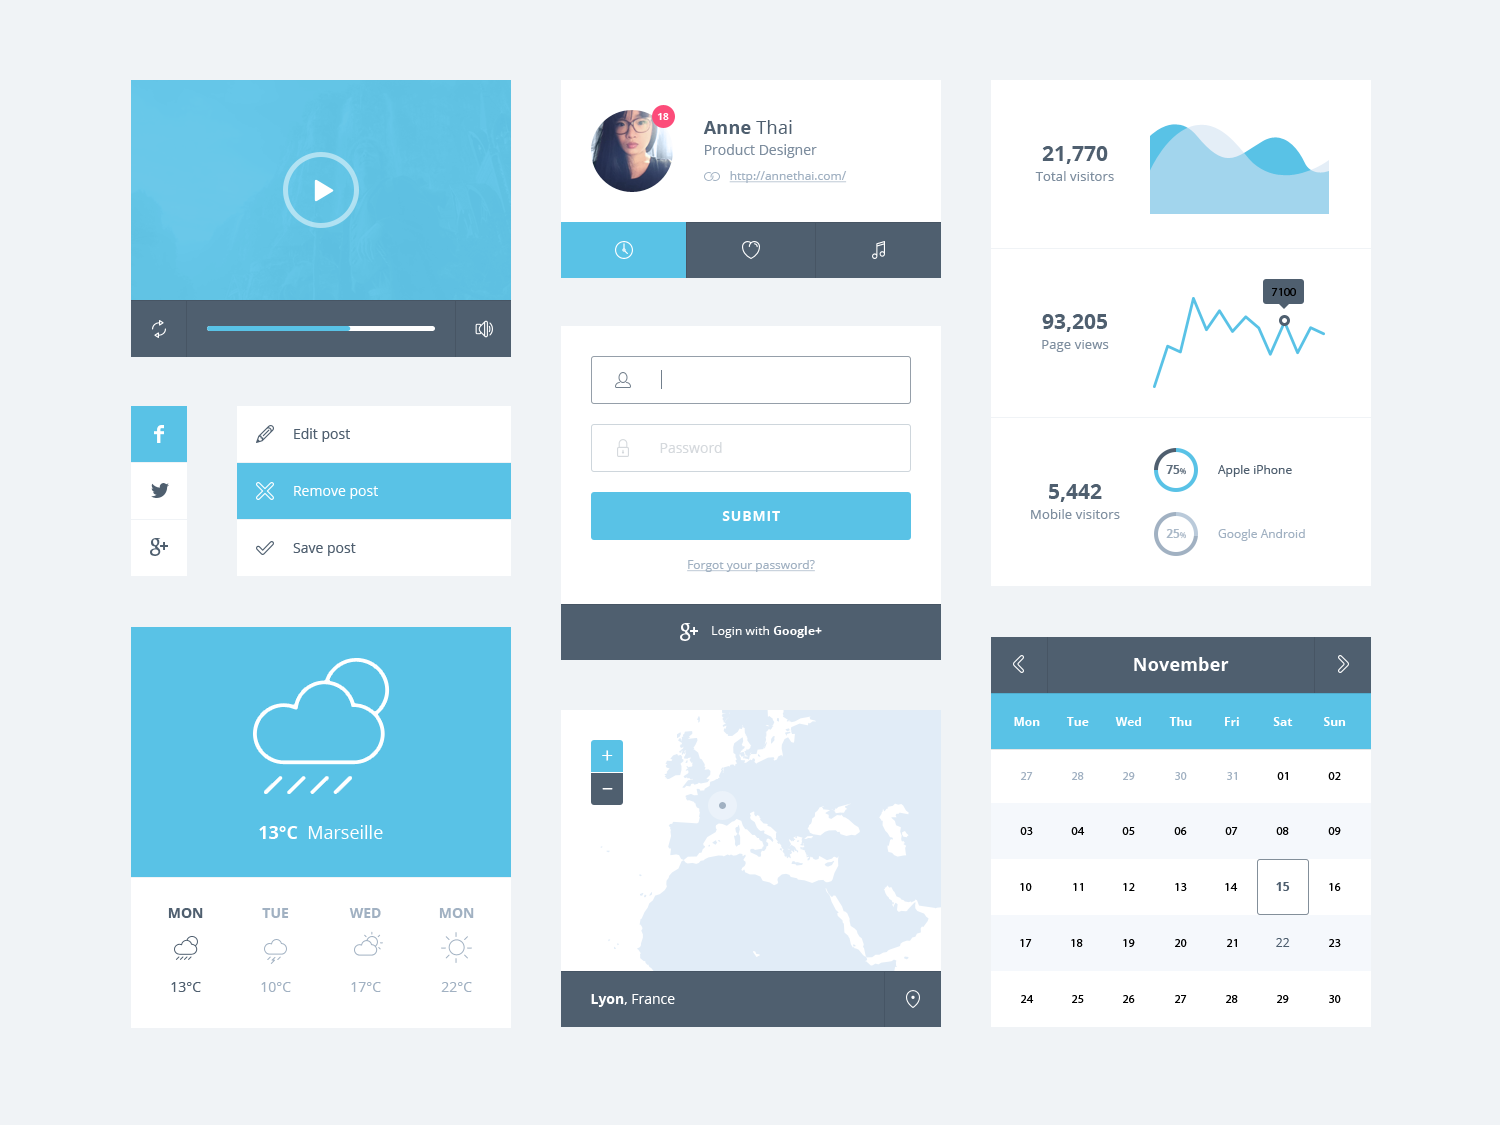 Edit post
Remove post
Save post
13°C Marseille
MON TUE WED MON
13°C 10°C 17°C 22°C
18
Anne Thai
Product Designer
http://annethai.com/
Password
SUBMIT
Forgot your password?
g+ Login with Google+
+
−
Lyon, France
21,770
Total visitors
93,205
Page views
7100
5,442
Mobile visitors
75% Apple iPhone
25% Google Android
November
Mon Tue Wed Thu Fri Sat Sun
27 28 29 30 31 01 02
03 04 05 06 07 08 09
10 11 12 13 14 15 16
17 18 19 20 21 22 23
24 25 26 27 28 29 30